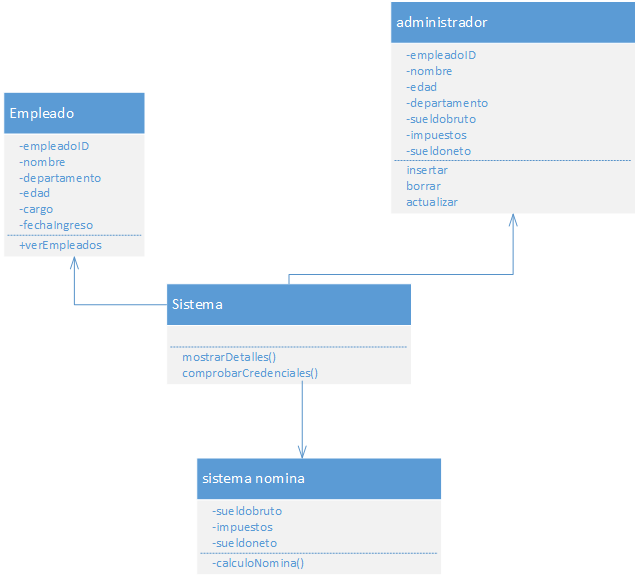 administrador
-empleadoID
-nombre
-edad
-departamento
-sueldobruto
-impuestos
-sueldoneto
insertar
borrar
actualizar
Empleado
-empleadoID
-nombre
-departamento
-edad
-cargo
-fechaIngreso
+verEmpleados
Sistema
mostrarDetalles()
comprobarCredenciales()
sistema nomina
-sueldobruto
-impuestos
-sueldoneto
-calculoNomina()